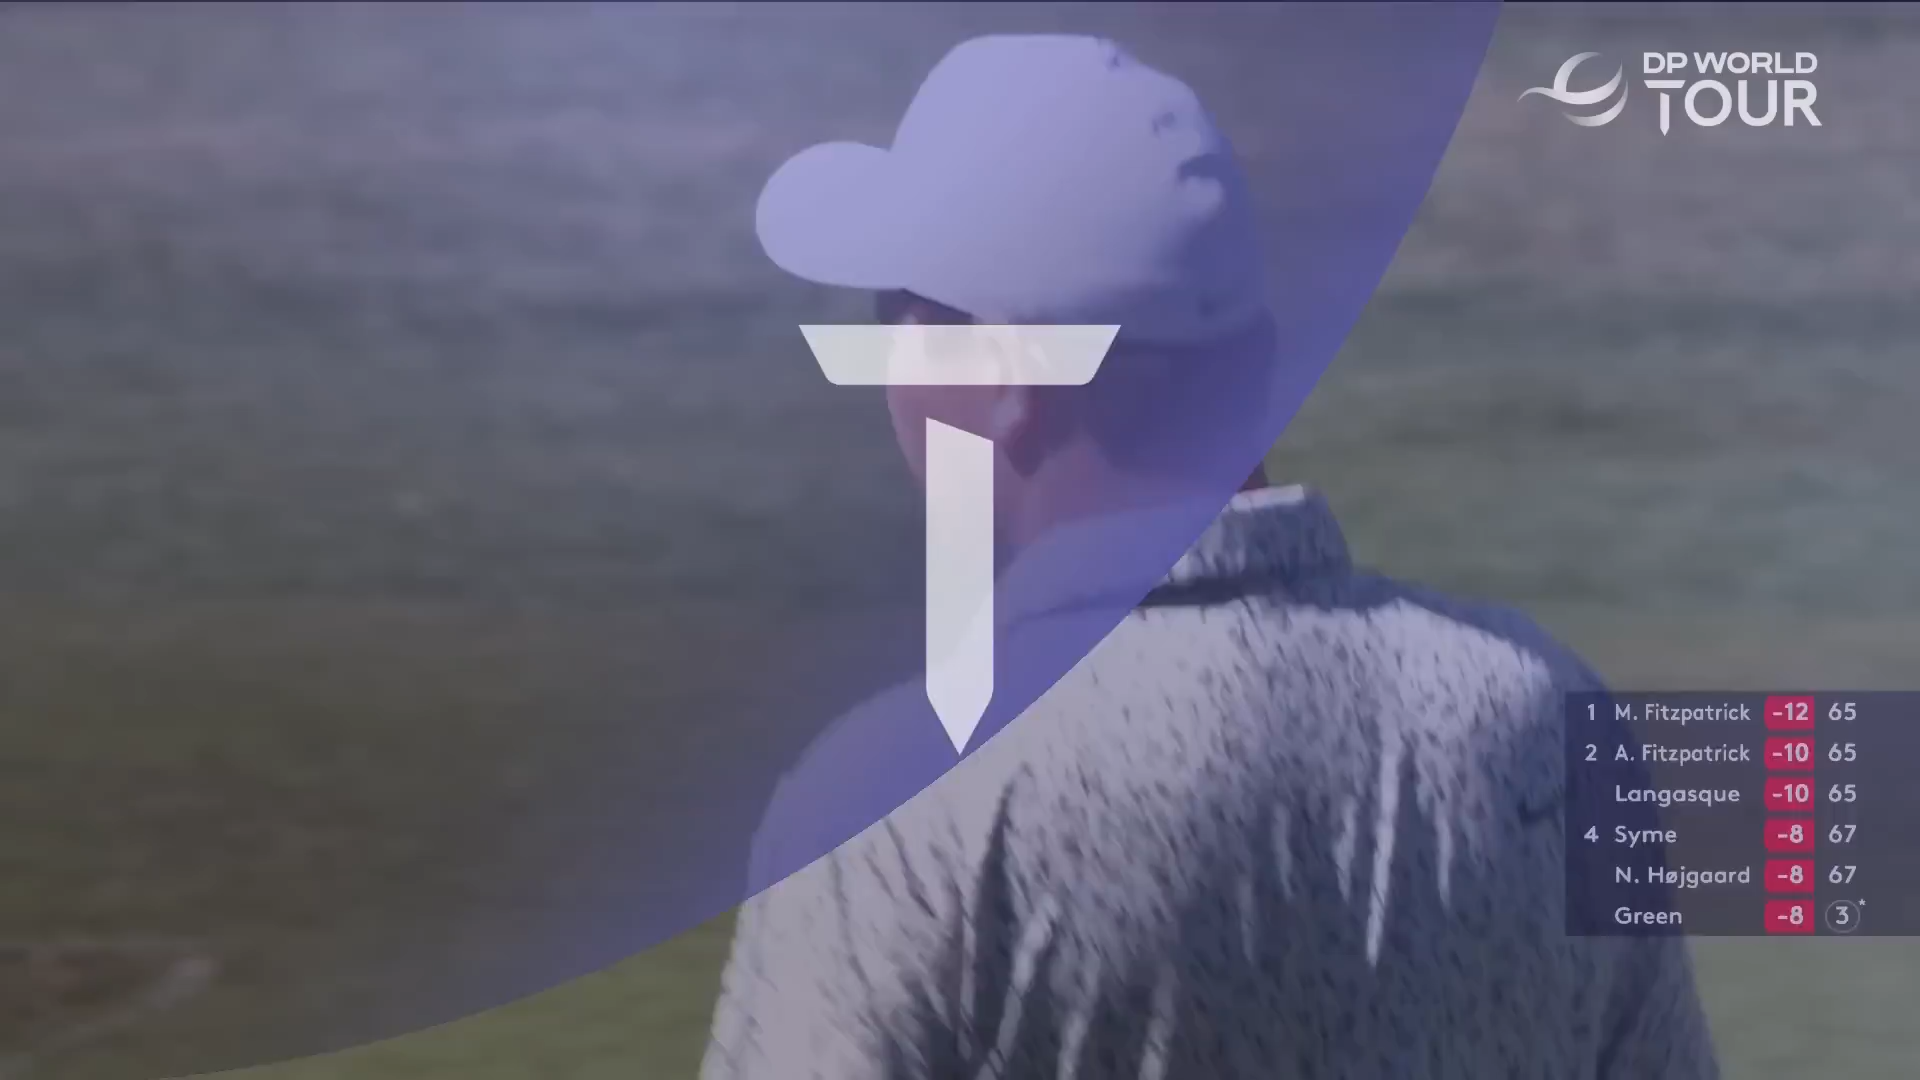 DP WORLD
TOUR
1 M. Fitzpatrick -12 65
2 A. Fitzpatrick -10 65
Langasque -10 65
4 Syme -8 67
N. Højgaard -8 67
Green -8 3*